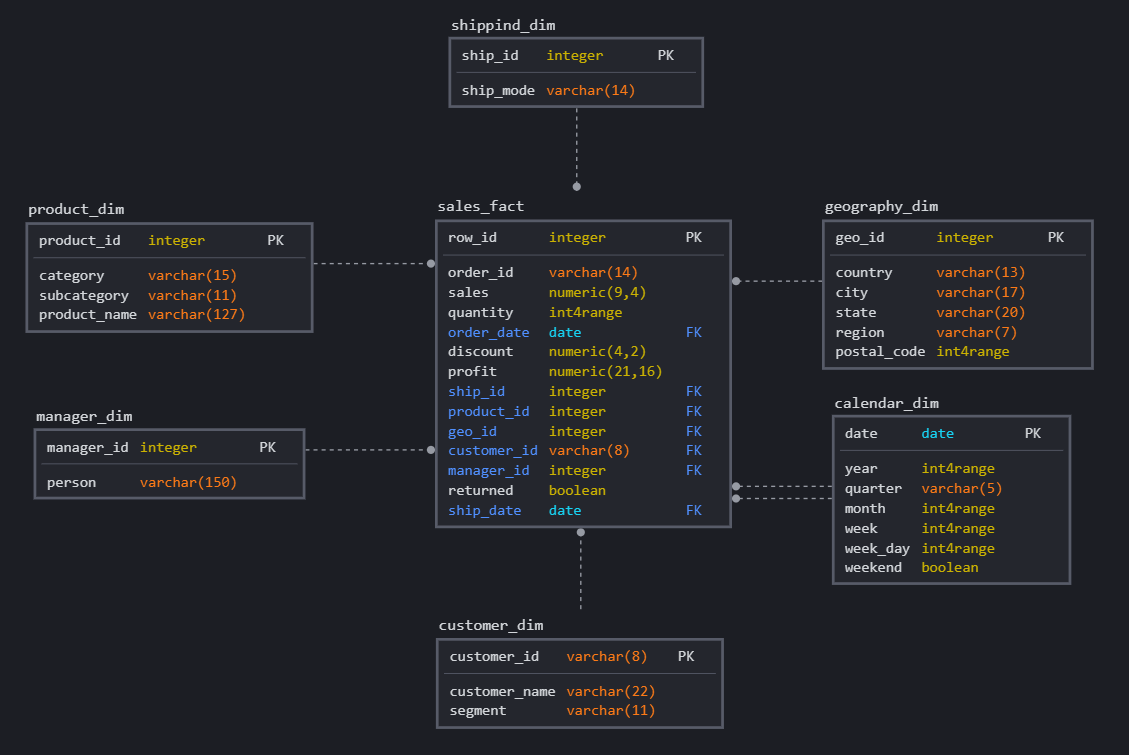 shippind_dim
ship_id integer PK
ship_mode varchar(14)
product_dim
product_id integer PK
category varchar(15)
subcategory varchar(11)
product_name varchar(127)
manager_dim
manager_id integer PK
person varchar(150)
sales_fact
row_id integer PK
order_id varchar(14)
sales numeric(9,4)
quantity int4range
order_date date FK
discount numeric(4,2)
profit numeric(21,16)
ship_id integer FK
product_id integer FK
geo_id integer FK
customer_id varchar(8) FK
manager_id integer FK
returned boolean
ship_date date FK
geography_dim
geo_id integer PK
country varchar(13)
city varchar(17)
state varchar(20)
region varchar(7)
postal_code int4range
calendar_dim
date date PK
year int4range
quarter varchar(5)
month int4range
week int4range
week_day int4range
weekend boolean
customer_dim
customer_id varchar(8) PK
customer_name varchar(22)
segment varchar(11)